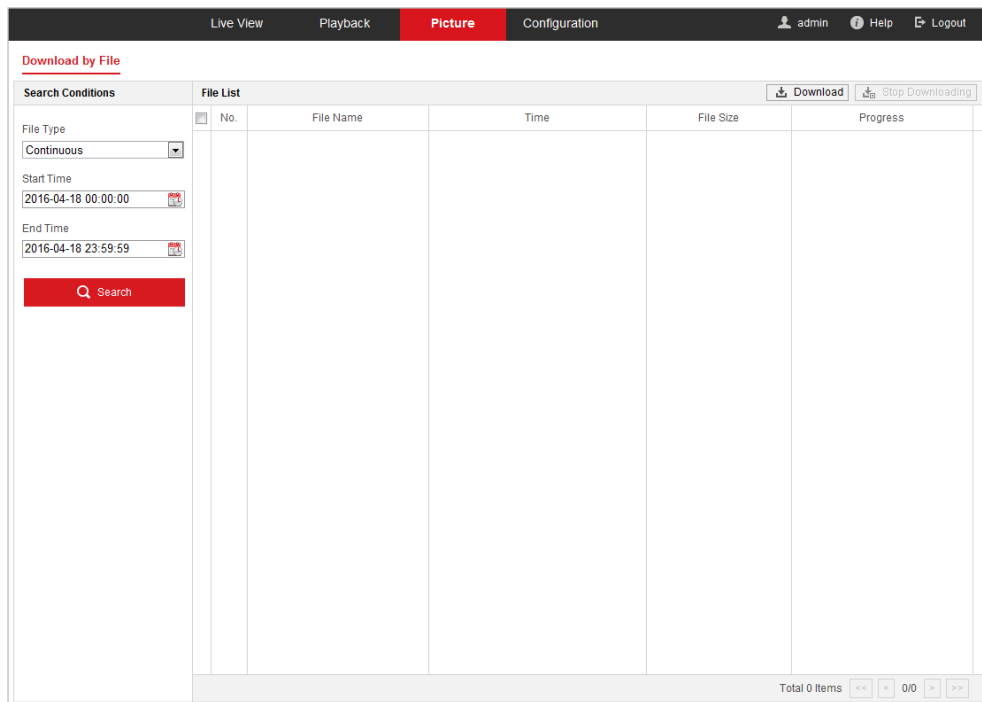 Live View Playback Picture Configuration admin Help Logout
Download by File
Search Conditions File List Download Stop Downloading
No. File Name Time File Size Progress
File Type
Continuous
Start Time
2016-04-18 00:00:00
End Time
2016-04-18 23:59:59
Search
Total 0 Items << < 0/0 > >>